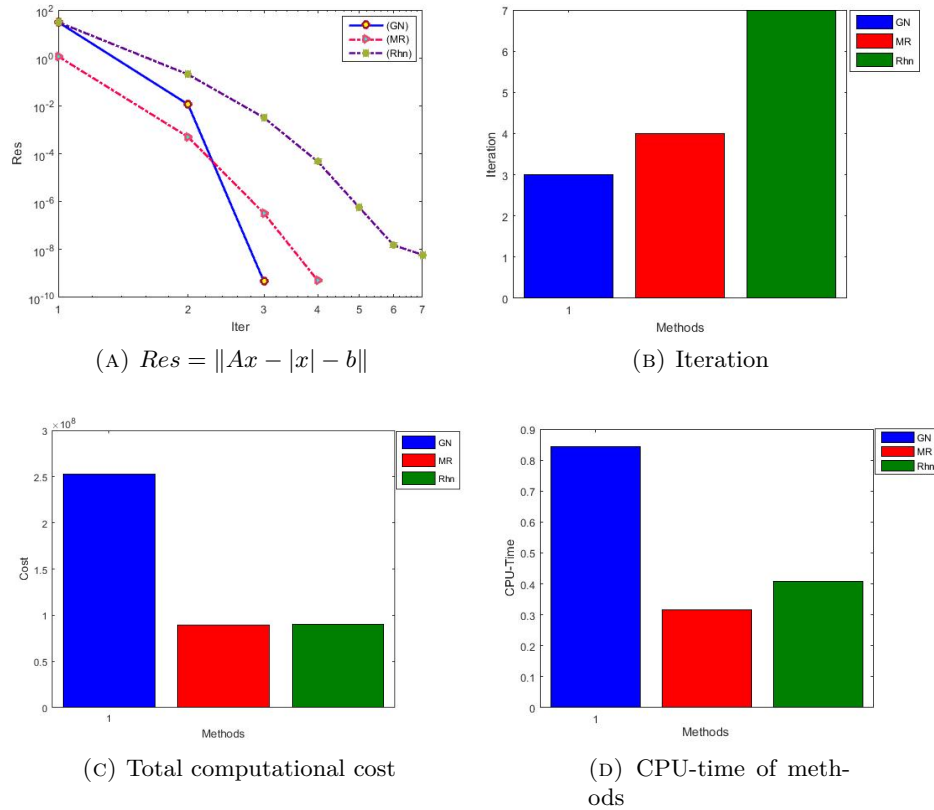 10^2
10^0
10^-2
10^-4
10^-6
10^-8
10^-10
Res
1 2 3 4 5 6 7
Iter
(GN)
(MR)
(Rhn)
(A) Res = ‖Ax − |x| − b‖
7
6
5
4
3
2
1
0
Iteration
1
Methods
GN
MR
Rhn
(B) Iteration
× 10^8
3
2.5
2
1.5
1
0.5
0
Cost
1
Methods
GN
MR
Rhn
(C) Total computational cost
0.9
0.8
0.7
0.6
0.5
0.4
0.3
0.2
0.1
0
CPU-Time
1
Methods
GN
MR
Rhn
(D) CPU-time of meth-
ods